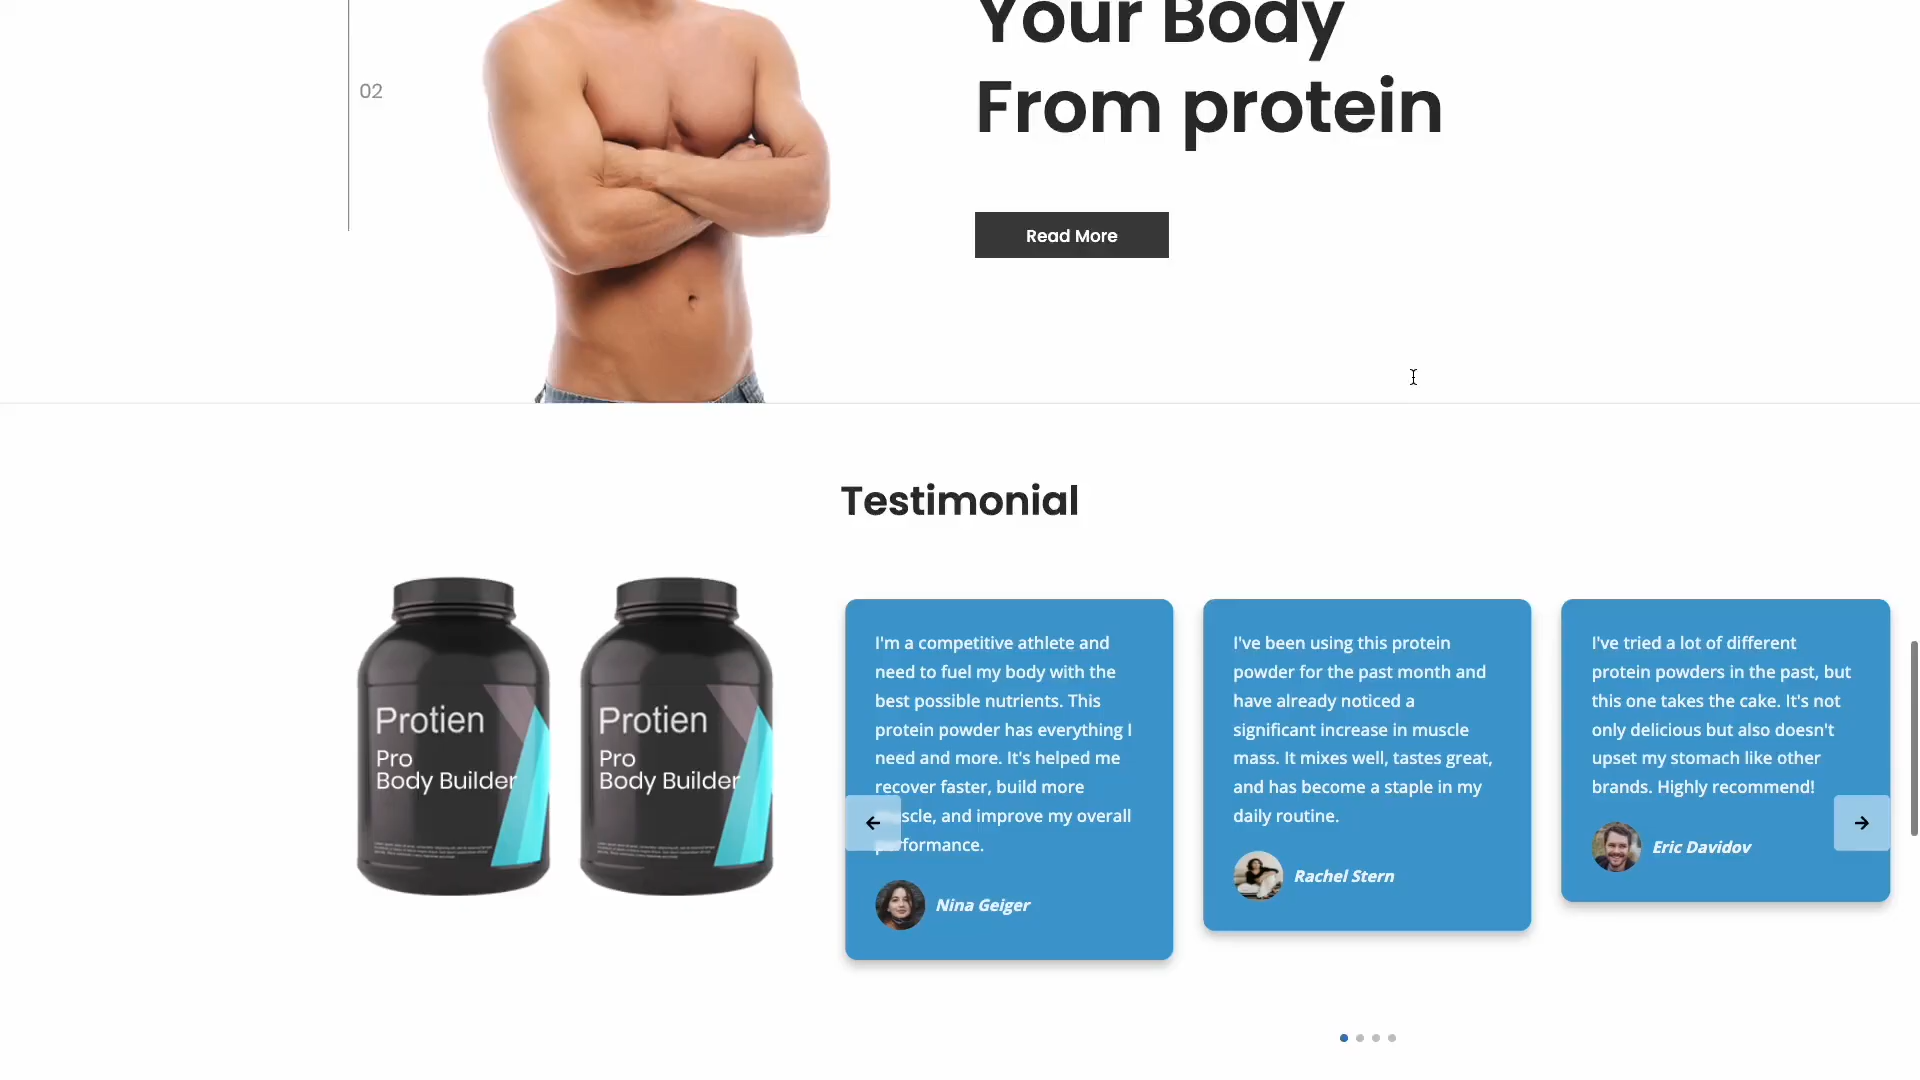 Your Body
From protein
02
Read More
Testimonial
Protien
Pro
Body Builder
Protien
Pro
Body Builder
I'm a competitive athlete and
need to fuel my body with the
best possible nutrients. This
protein powder has everything I
need and more. It's helped me
recover faster, build more
scle, and improve my overall
formance.
Nina Geiger
I've been using this protein
powder for the past month and
have already noticed a
significant increase in muscle
mass. It mixes well, tastes great,
and has become a staple in my
daily routine.
Rachel Stern
I've tried a lot of different
protein powders in the past, but
this one takes the cake. It's not
only delicious but also doesn't
upset my stomach like other
brands. Highly recommend!
Eric Davidov